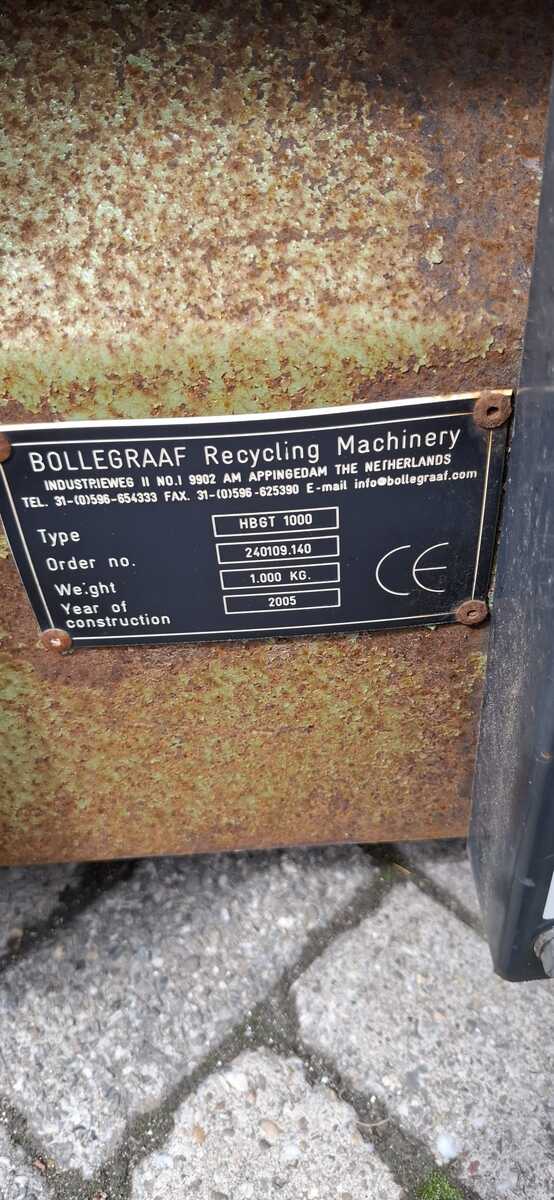 BOLLEGRAAF Recycling Machinery
INDUSTRIEWEG II NO.I 9902 AM APPINGEDAM THE NETHERLANDS
TEL. 31-(0)596-654333 FAX. 31-(0)596-625390 E-mail info@bollegraaf.com
Type HBGT 1000
Order no. 240109.140
Weight 1.000 KG.
Year of
construction 2005
CE